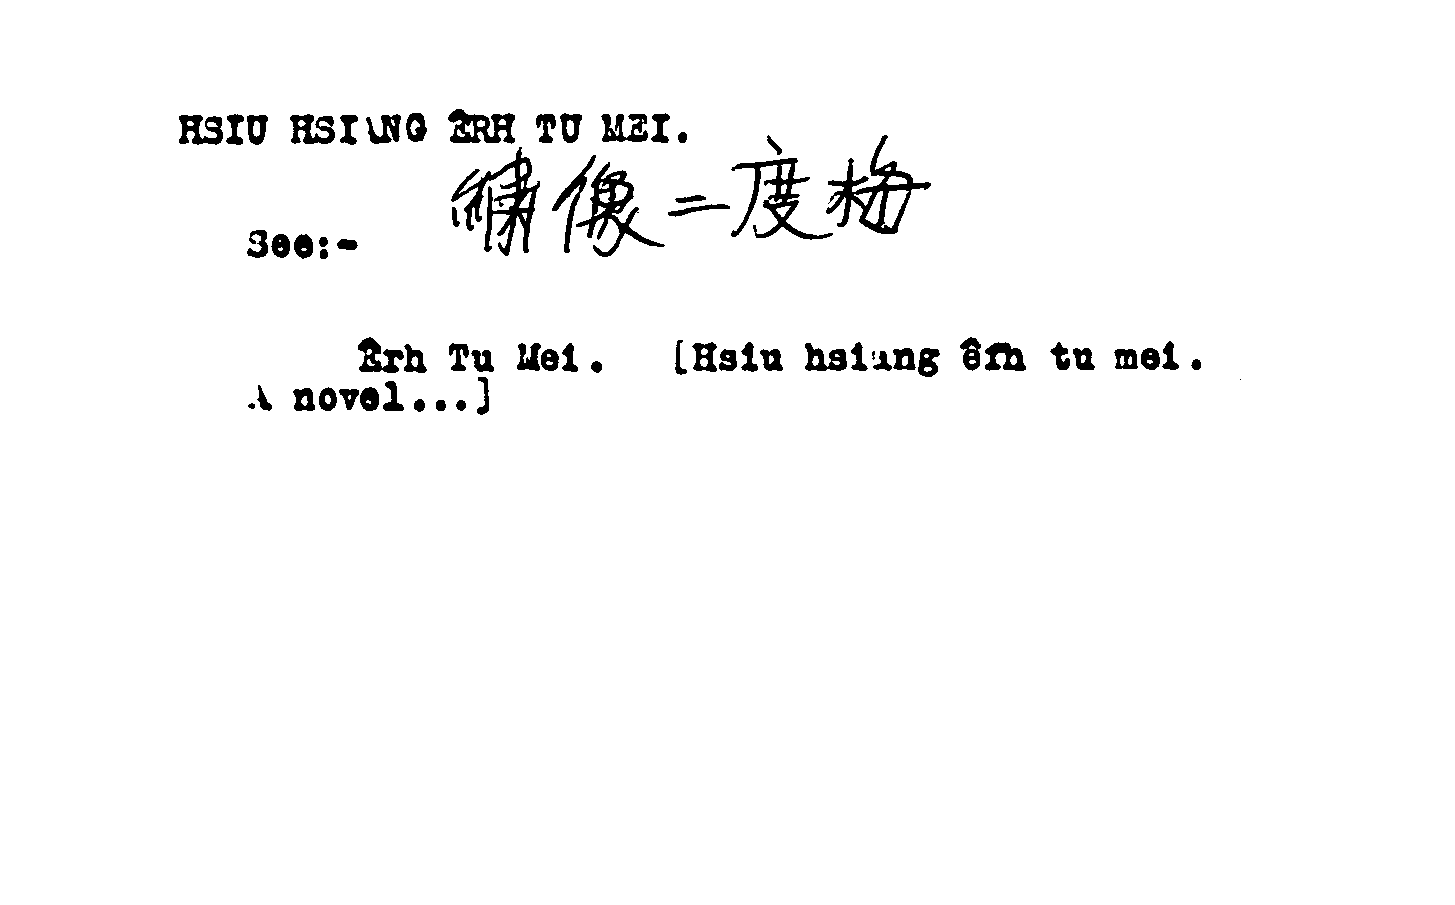 HSIU HSIANG ÊRH TU MEI.
繡像二度梅
See:-
Êrh Tu Mei. [Hsiu hsiang êrh tu mei.
A novel...]